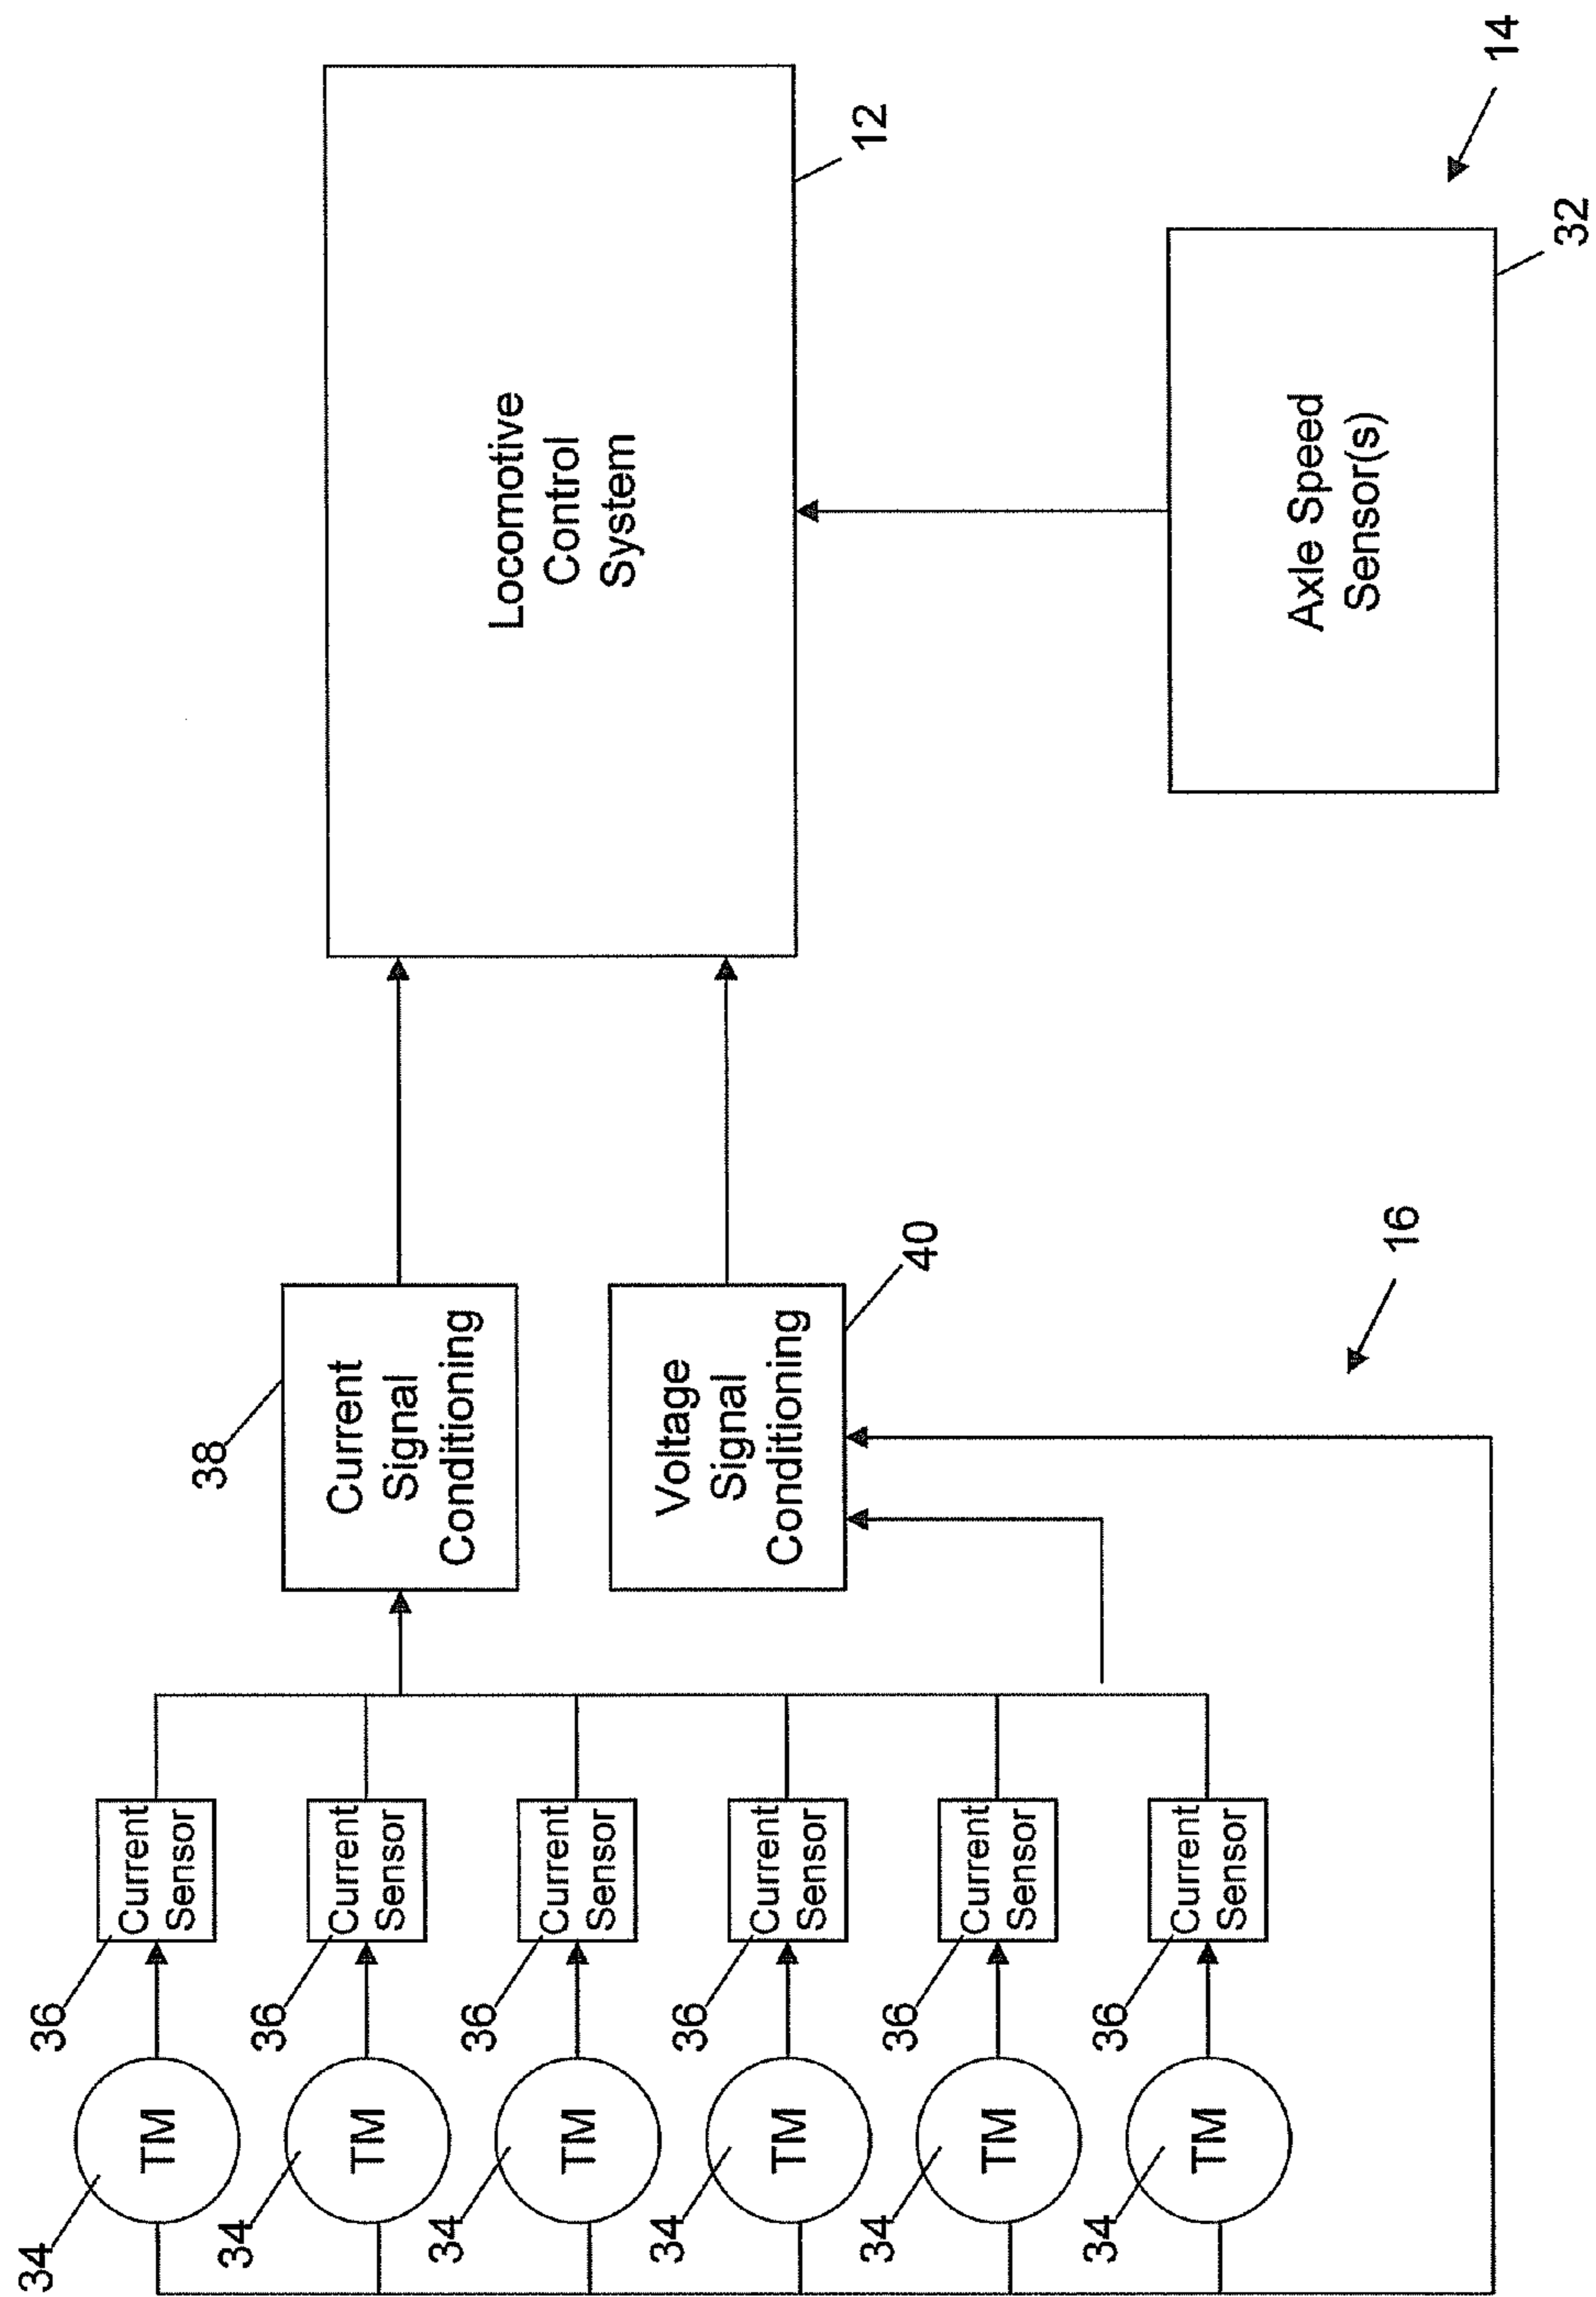 34
TM
36
Current
Sensor
34
TM
36
Current
Sensor
34
TM
36
Current
Sensor
34
TM
36
Current
Sensor
34
TM
36
Current
Sensor
34
TM
36
Current
Sensor
38
Current
Signal
Conditioning
Voltage
Signal
Conditioning
40
16
Locomotive
Control
System
12
Axle Speed
Sensor(s)
32
14